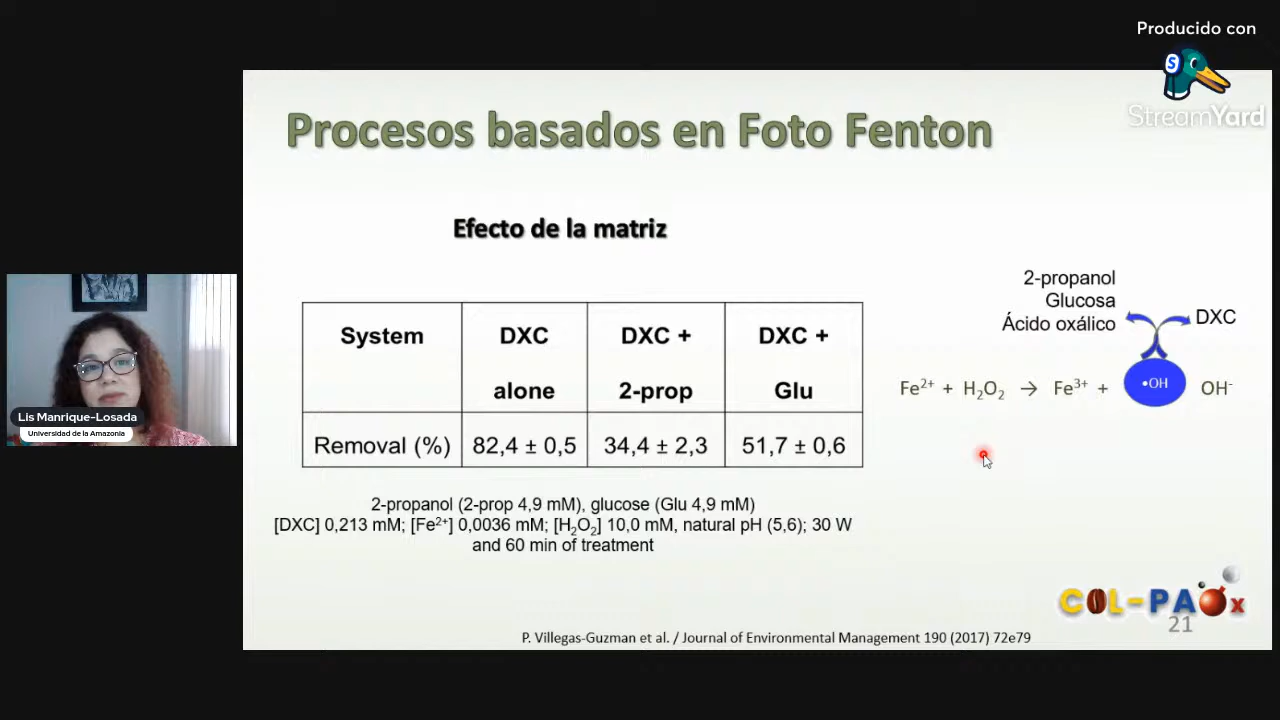 Producido con
StreamYard
Procesos basados en Foto Fenton
Efecto de la matriz
System DXC alone DXC + 2-prop DXC + Glu
Removal (%) 82,4 ± 0,5 34,4 ± 2,3 51,7 ± 0,6
2-propanol (2-prop 4,9 mM), glucose (Glu 4,9 mM)
[DXC] 0,213 mM; [Fe²⁺] 0,0036 mM; [H₂O₂] 10,0 mM, natural pH (5,6); 30 W
and 60 min of treatment
2-propanol
Glucosa
Ácido oxálico
DXC
Fe²⁺ + H₂O₂ → Fe³⁺ + •OH OH⁻
Lis Manrique-Losada
Universidad de la Amazonia
COL-PAOx
21
P. Villegas-Guzman et al. / Journal of Environmental Management 190 (2017) 72e79